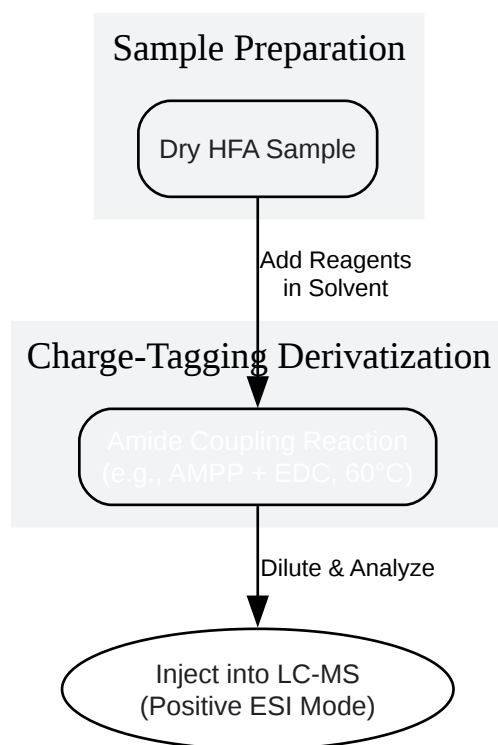 Sample Preparation
Dry HFA Sample
Add Reagents
in Solvent
Charge-Tagging Derivatization
Amide Coupling Reaction
(e.g., AMPP + EDC, 60°C)
Dilute & Analyze
Inject into LC-MS
(Positive ESI Mode)